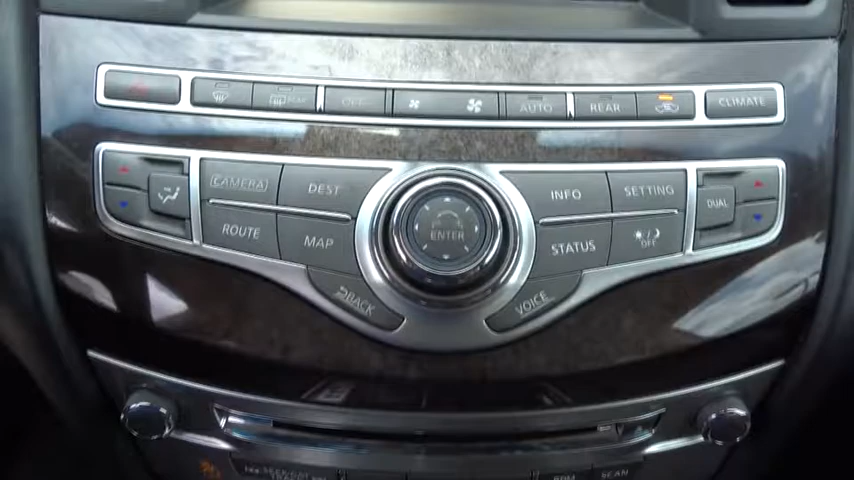 OFF AUTO REAR CLIMATE
CAMERA DEST INFO SETTING
DUAL
ROUTE MAP ENTER STATUS OFF
BACK VOICE
SCAN